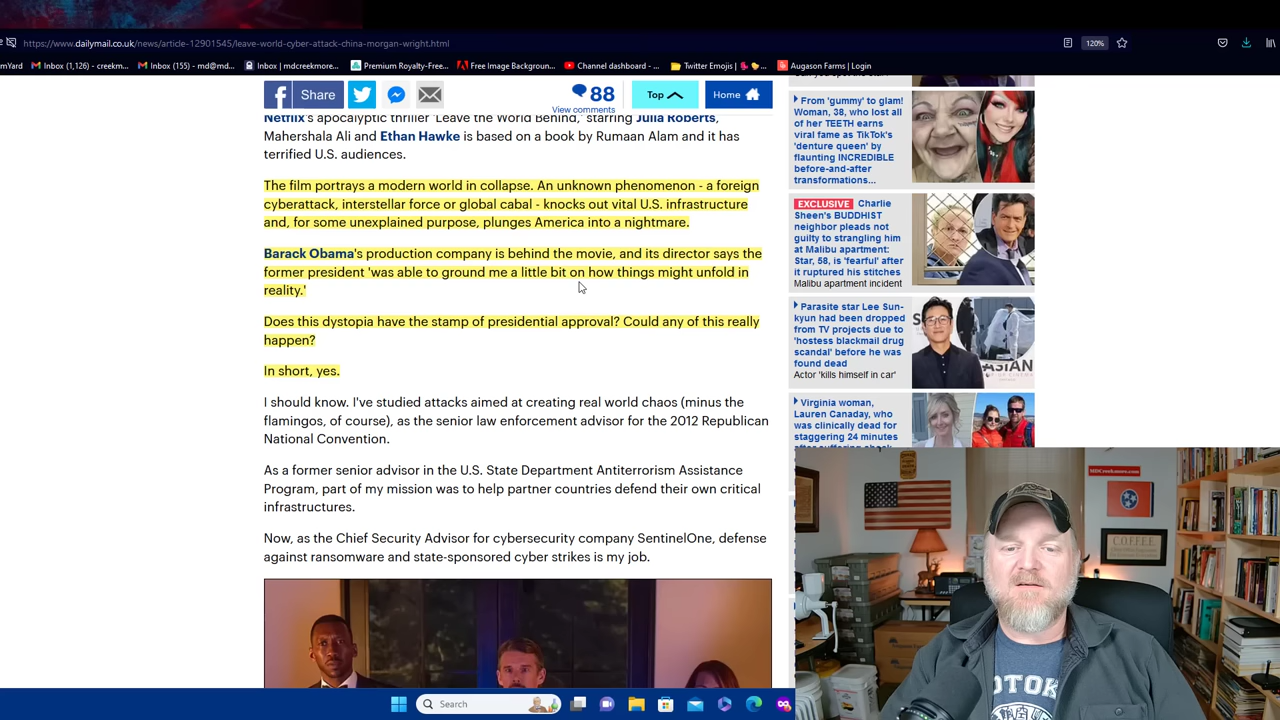 https://www.dailymail.co.uk/news/article-12901545/leave-world-cyber-attack-china-morgan-wright.html
120%
mYard
Inbox (1,126) - creekm...
Inbox (155) - md@md...
Inbox | mdcreekmore...
Premium Royalty-Free...
Free Image Backgroun...
Channel dashboard - ...
Twitter Emojis |
Augason Farms | Login
Share
88
View comments
Top
Home
Netflix's apocalyptic thriller 'Leave the World Behind,' starring Julia Roberts,
Mahershala Ali and Ethan Hawke is based on a book by Rumaan Alam and it has
terrified U.S. audiences.
The film portrays a modern world in collapse. An unknown phenomenon - a foreign
cyberattack, interstellar force or global cabal - knocks out vital U.S. infrastructure
and, for some unexplained purpose, plunges America into a nightmare.
Barack Obama's production company is behind the movie, and its director says the
former president 'was able to ground me a little bit on how things might unfold in
reality.'
Does this dystopia have the stamp of presidential approval? Could any of this really
happen?
In short, yes.
I should know. I've studied attacks aimed at creating real world chaos (minus the
flamingos, of course), as the senior law enforcement advisor for the 2012 Republican
National Convention.
As a former senior advisor in the U.S. State Department Antiterrorism Assistance
Program, part of my mission was to help partner countries defend their own critical
infrastructures.
Now, as the Chief Security Advisor for cybersecurity company SentinelOne, defense
against ransomware and state-sponsored cyber strikes is my job.
From 'gummy' to glam!
Woman, 38, who lost all
of her TEETH earns
viral fame as TikTok's
'denture queen' by
flaunting INCREDIBLE
before-and-after
transformations...
EXCLUSIVE Charlie
Sheen's BUDDHIST
neighbor pleads not
guilty to strangling him
at Malibu apartment:
Star, 58, is 'fearful' after
it ruptured his stitches
Malibu apartment incident
Parasite star Lee Sun-
kyun had been dropped
from TV projects due to
'hostess blackmail drug
scandal' before he was
found dead
Actor 'kills himself in car'
ASIAN
Virginia woman,
Lauren Canaday, who
was clinically dead for
staggering 24 minutes
MDCreekmore.com
COFFEE
Search